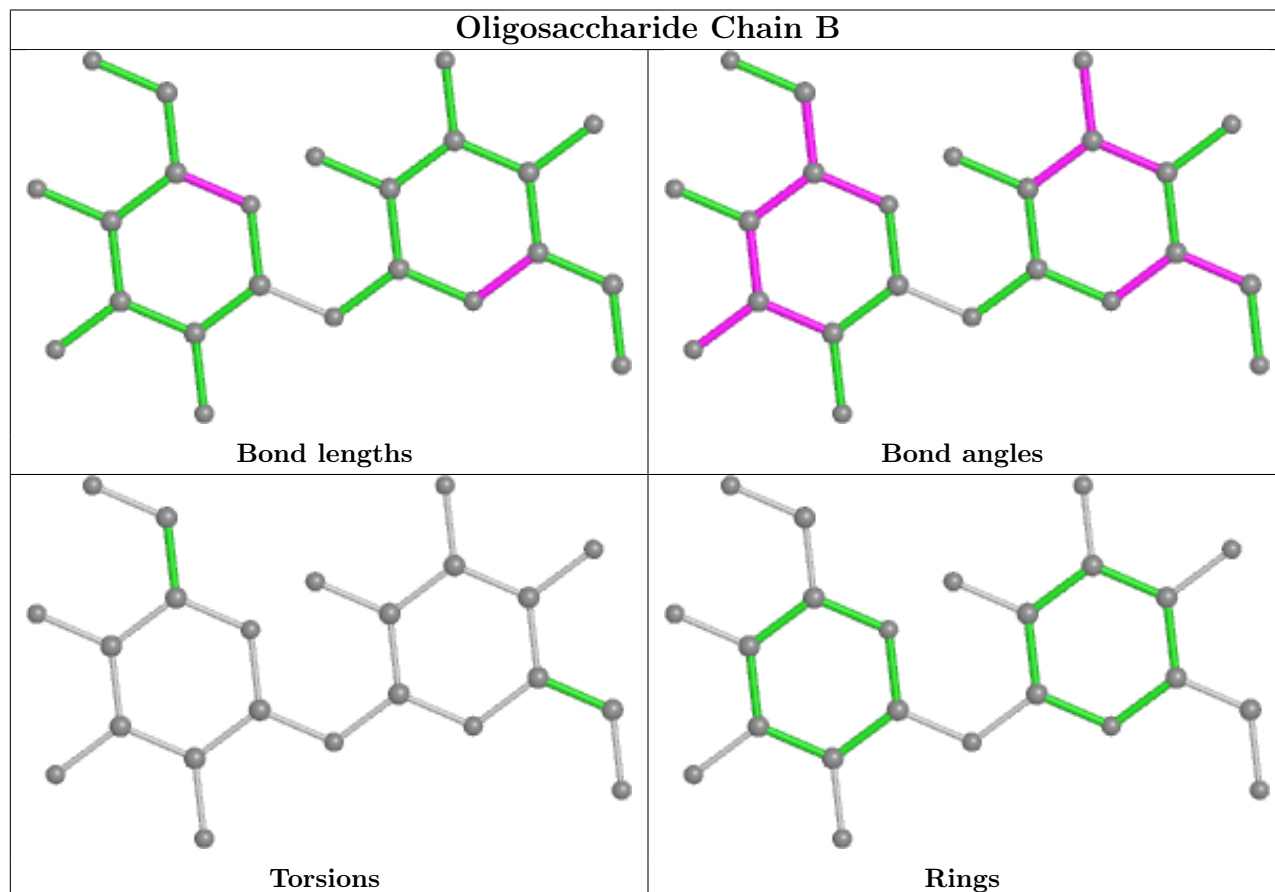 Oligosaccharide Chain B
Bond lengths
Bond angles
Torsions
Rings